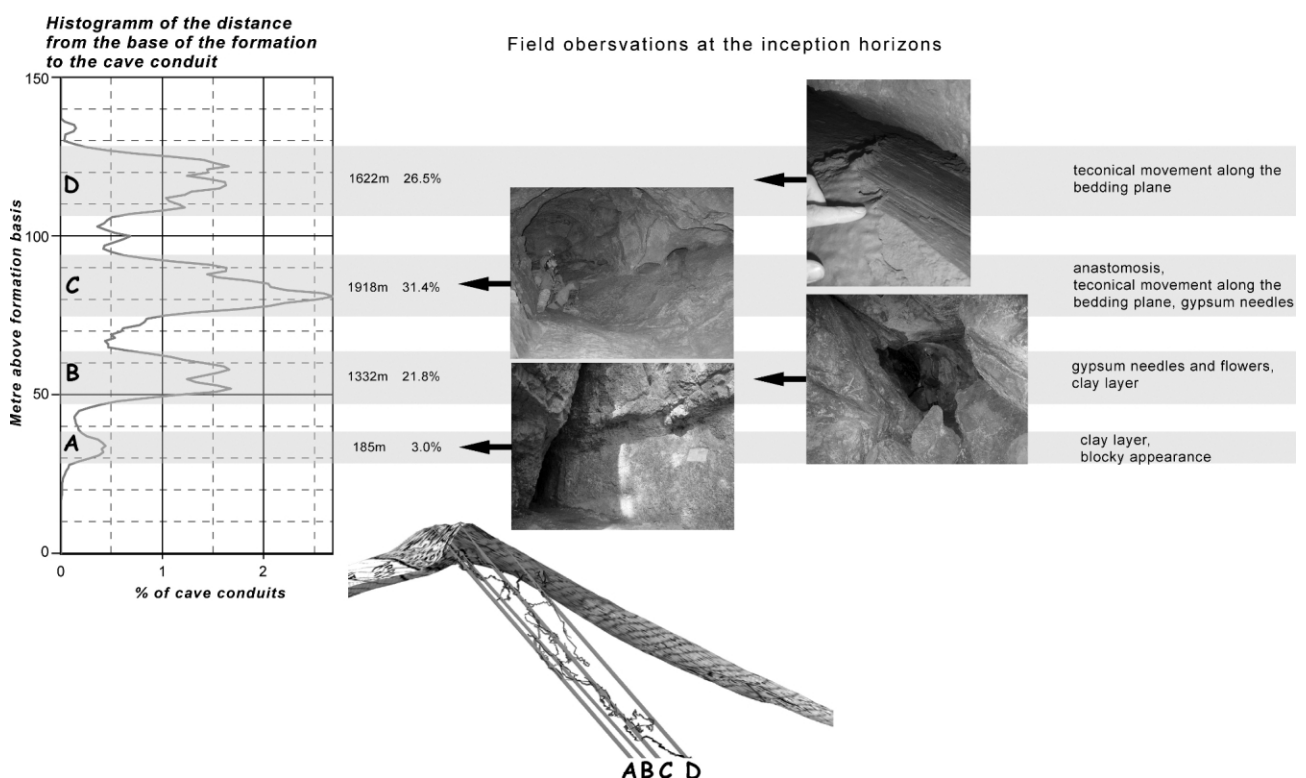 Histogramm of the distance
from the base of the formation
to the cave conduit
Field obersvations at the inception horizons
150
100
50
0
Metre above formation basis
D
C
B
A
0
1
2
% of cave conduits
1622m 26.5%
1918m 31.4%
1332m 21.8%
185m 3.0%
teconical movement along the
bedding plane
anastomosis,
teconical movement along the
bedding plane, gypsum needles
gypsum needles and flowers,
clay layer
clay layer,
blocky appearance
A B C D